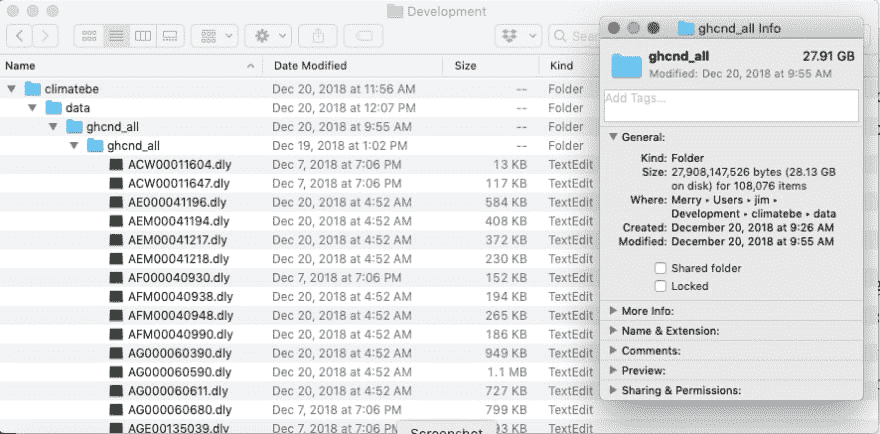 Development
Name Date Modified Size Kind
climatebe Dec 20, 2018 at 11:56 AM -- Folder
data Dec 20, 2018 at 12:07 PM -- Folder
ghcnd_all Dec 20, 2018 at 9:55 AM -- Folder
ghcnd_all Dec 19, 2018 at 1:02 PM -- Folder
ACW00011604.dly Dec 7, 2018 at 7:06 PM 13 KB TextEdit
ACW00011647.dly Dec 7, 2018 at 7:06 PM 117 KB TextEdit
AE000041196.dly Dec 20, 2018 at 4:52 AM 584 KB TextEdit
AEM00041194.dly Dec 20, 2018 at 4:52 AM 408 KB TextEdit
AEM00041217.dly Dec 20, 2018 at 4:52 AM 372 KB TextEdit
AEM00041218.dly Dec 20, 2018 at 4:52 AM 230 KB TextEdit
AF000040930.dly Dec 7, 2018 at 7:06 PM 152 KB TextEdit
AFM00040938.dly Dec 20, 2018 at 4:52 AM 194 KB TextEdit
AFM00040948.dly Dec 20, 2018 at 4:52 AM 265 KB TextEdit
AFM00040990.dly Dec 20, 2018 at 4:52 AM 186 KB TextEdit
AG000060390.dly Dec 20, 2018 at 4:52 AM 949 KB TextEdit
AG000060590.dly Dec 20, 2018 at 4:52 AM 1.1 MB TextEdit
AG000060611.dly Dec 20, 2018 at 4:52 AM 727 KB TextEdit
AG000060680.dly Dec 7, 2018 at 7:06 PM 799 KB TextEdit
AGE00135039.dly Dec 7, 2018 at 7:06 PM 93 KB TextEdit
Screenshot
ghcnd_all Info
ghcnd_all 27.91 GB
Modified: Dec 20, 2018 at 9:55 AM
Add Tags...
General:
Kind: Folder
Size: 27,908,147,526 bytes (28.13 GB
on disk) for 108,076 items
Where: Merry ▸ Users ▸ jim ▸
Development ▸ climatebe ▸ data
Created: December 20, 2018 at 9:26 AM
Modified: December 20, 2018 at 9:55 AM
Shared folder
Locked
More Info:
Name & Extension:
Comments:
Preview:
Sharing & Permissions: